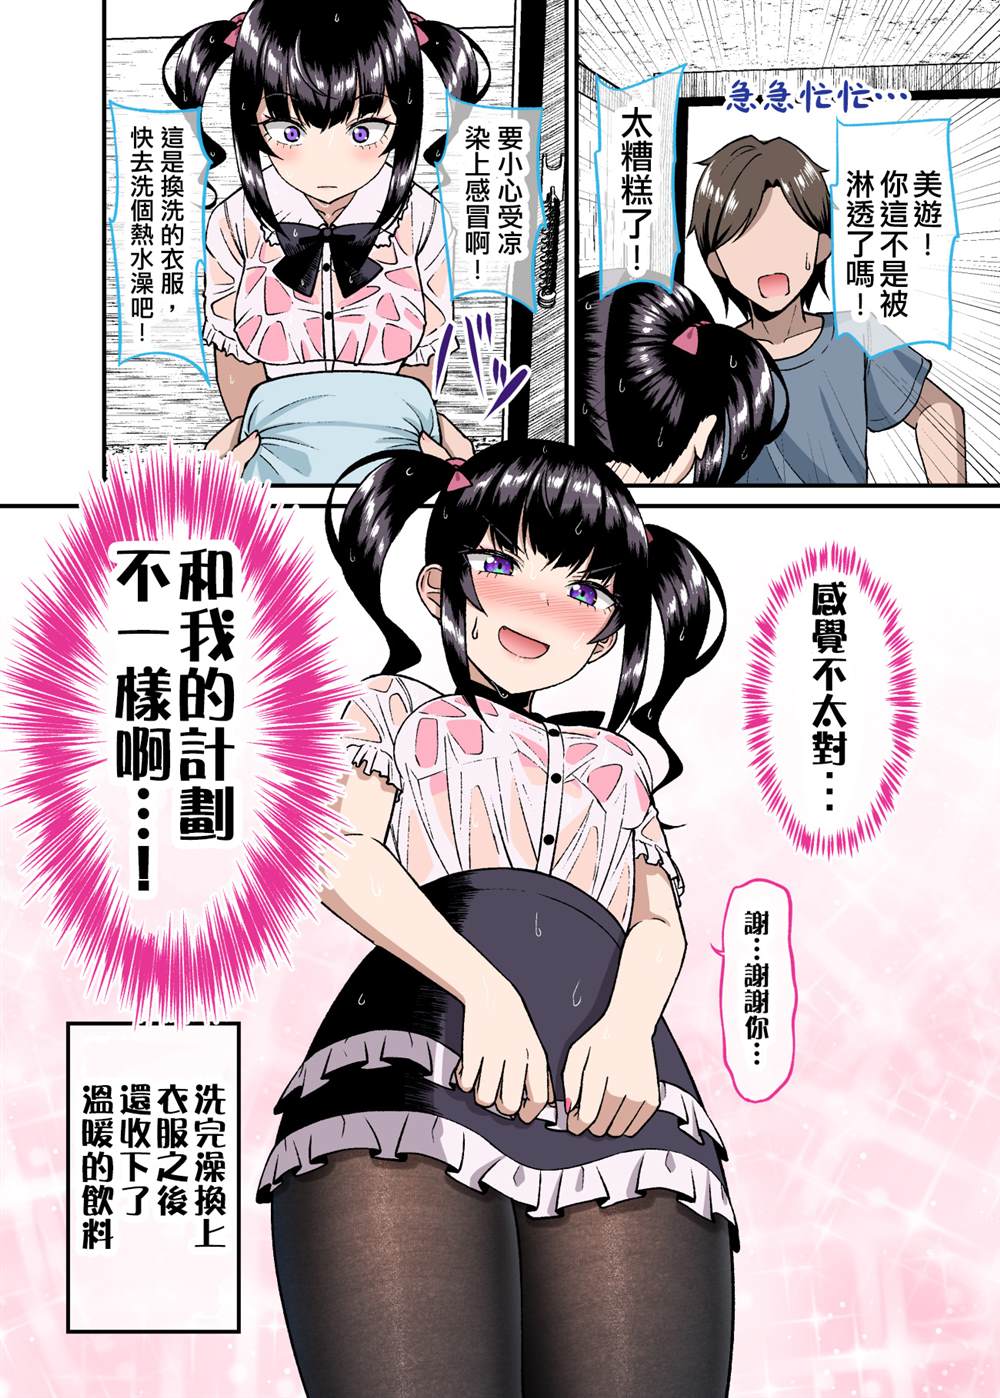 急急忙忙…
美遊！
你這不是被
淋透了嗎！
太糟糕了！
要小心受凉
染上感冒啊！
這是換洗的衣服，
快去洗個熱水澡吧！
バッ
感覺不太對…
和我的計劃
不一樣啊…！
謝…謝謝你…
洗完澡換上
衣服之後
還收下了
溫暖的飲料